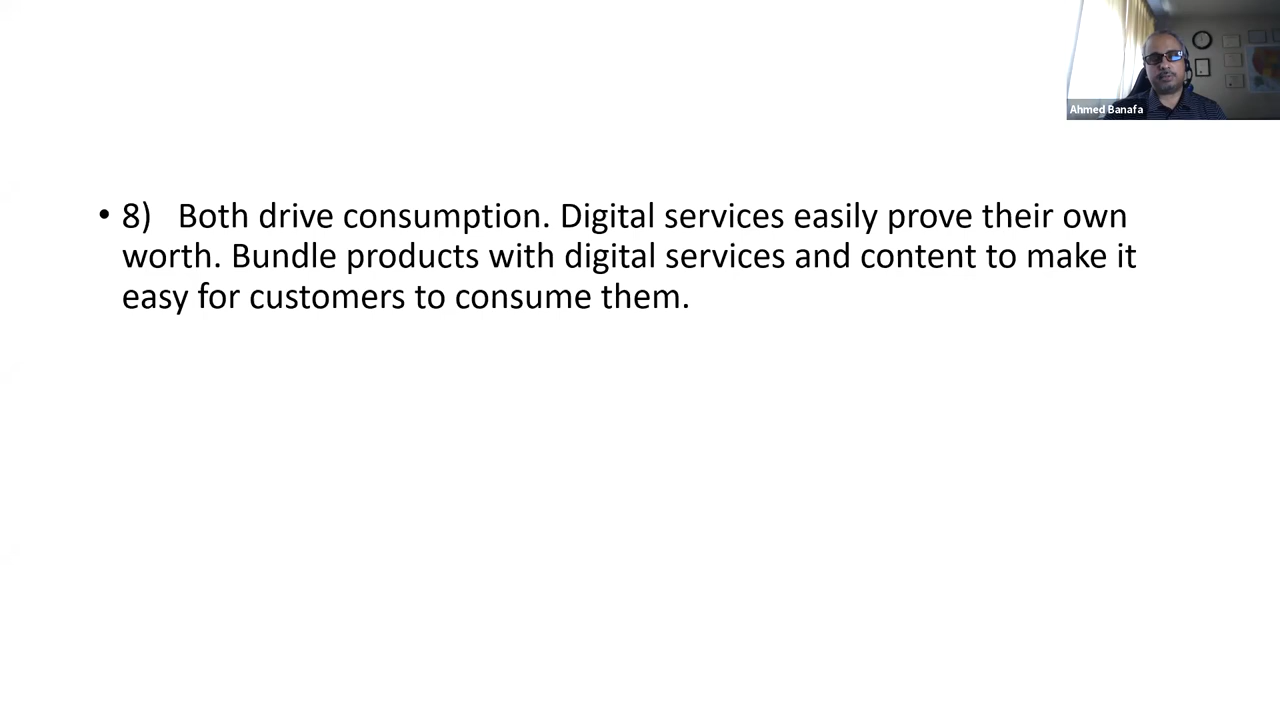 Ahmed Banafa
• 8) Both drive consumption. Digital services easily prove their own
worth. Bundle products with digital services and content to make it
easy for customers to consume them.